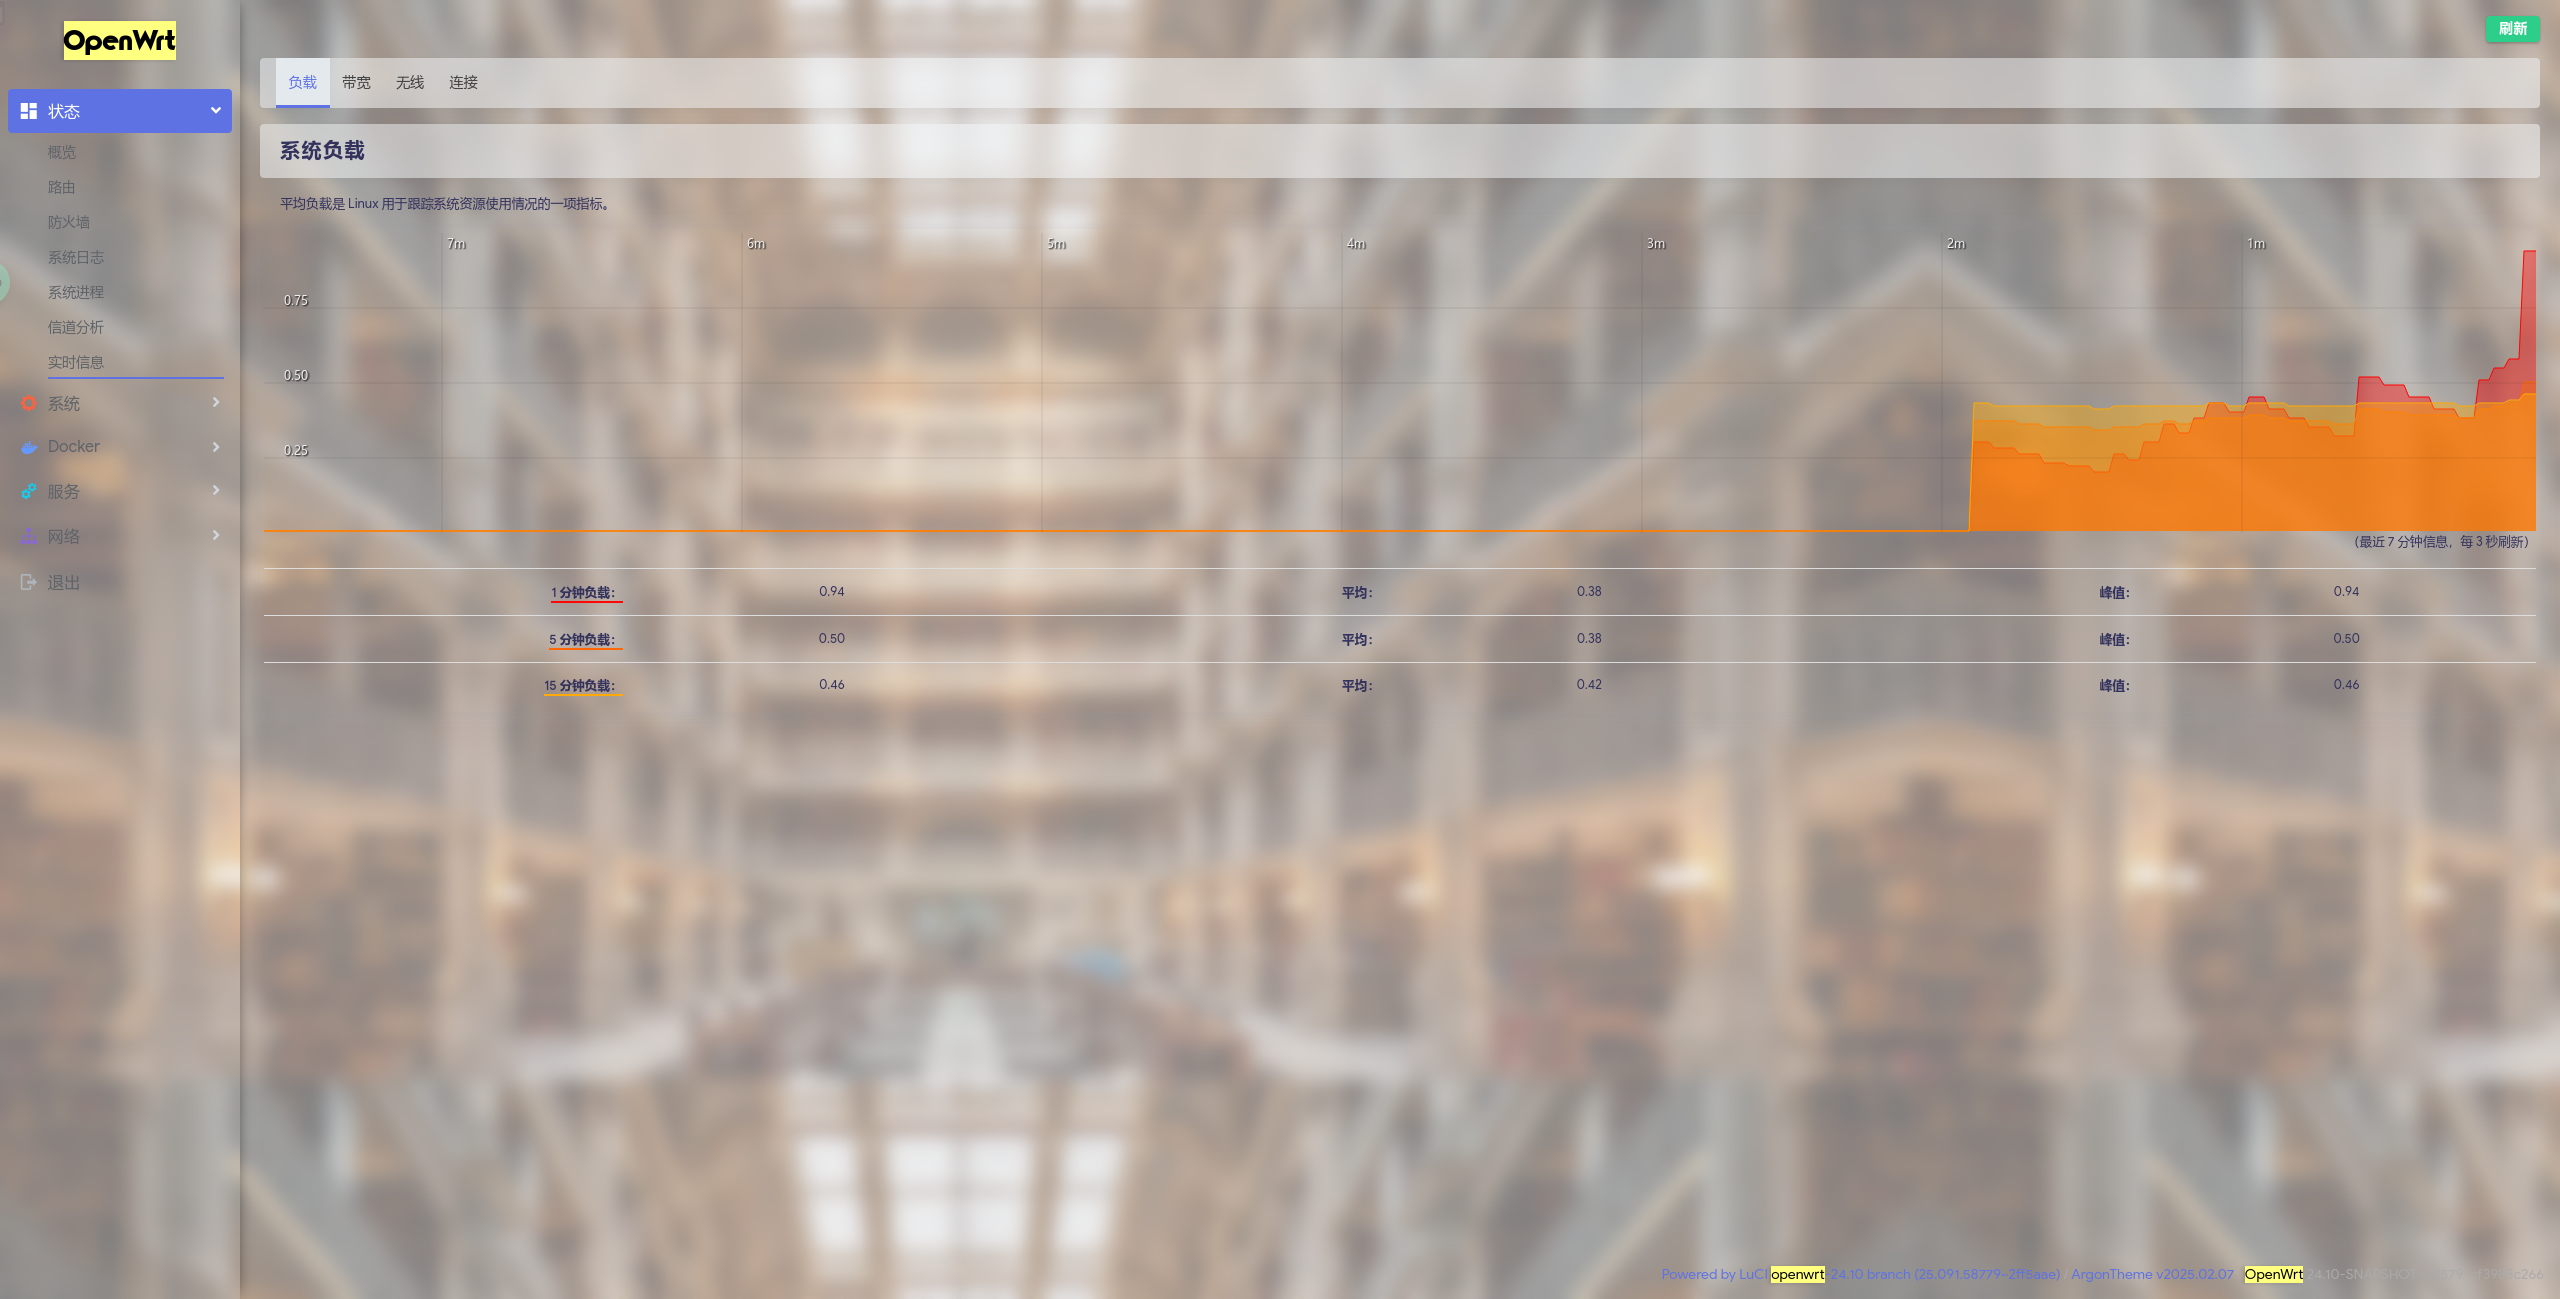 OpenWrt
刷新
状态
概览
路由
防火墙
系统日志
系统进程
信道分析
实时信息
系统
Docker
服务
网络
退出
负载 带宽 无线 连接
系统负载
平均负载是 Linux 用于跟踪系统资源使用情况的一项指标。
7m 6m 5m 4m 3m 2m 1m
0.75
0.50
0.25
(最近 7 分钟信息，每 3 秒刷新)
1 分钟负载： 0.94 平均： 0.38 峰值： 0.94
5 分钟负载： 0.50 平均： 0.38 峰值： 0.50
15 分钟负载： 0.46 平均： 0.42 峰值： 0.46
Powered by LuCI openwrt-24.10 branch (25.091.58779~2ff5aae) / ArgonTheme v2025.02.07 / OpenWrt 24.10-SNAPSHOT